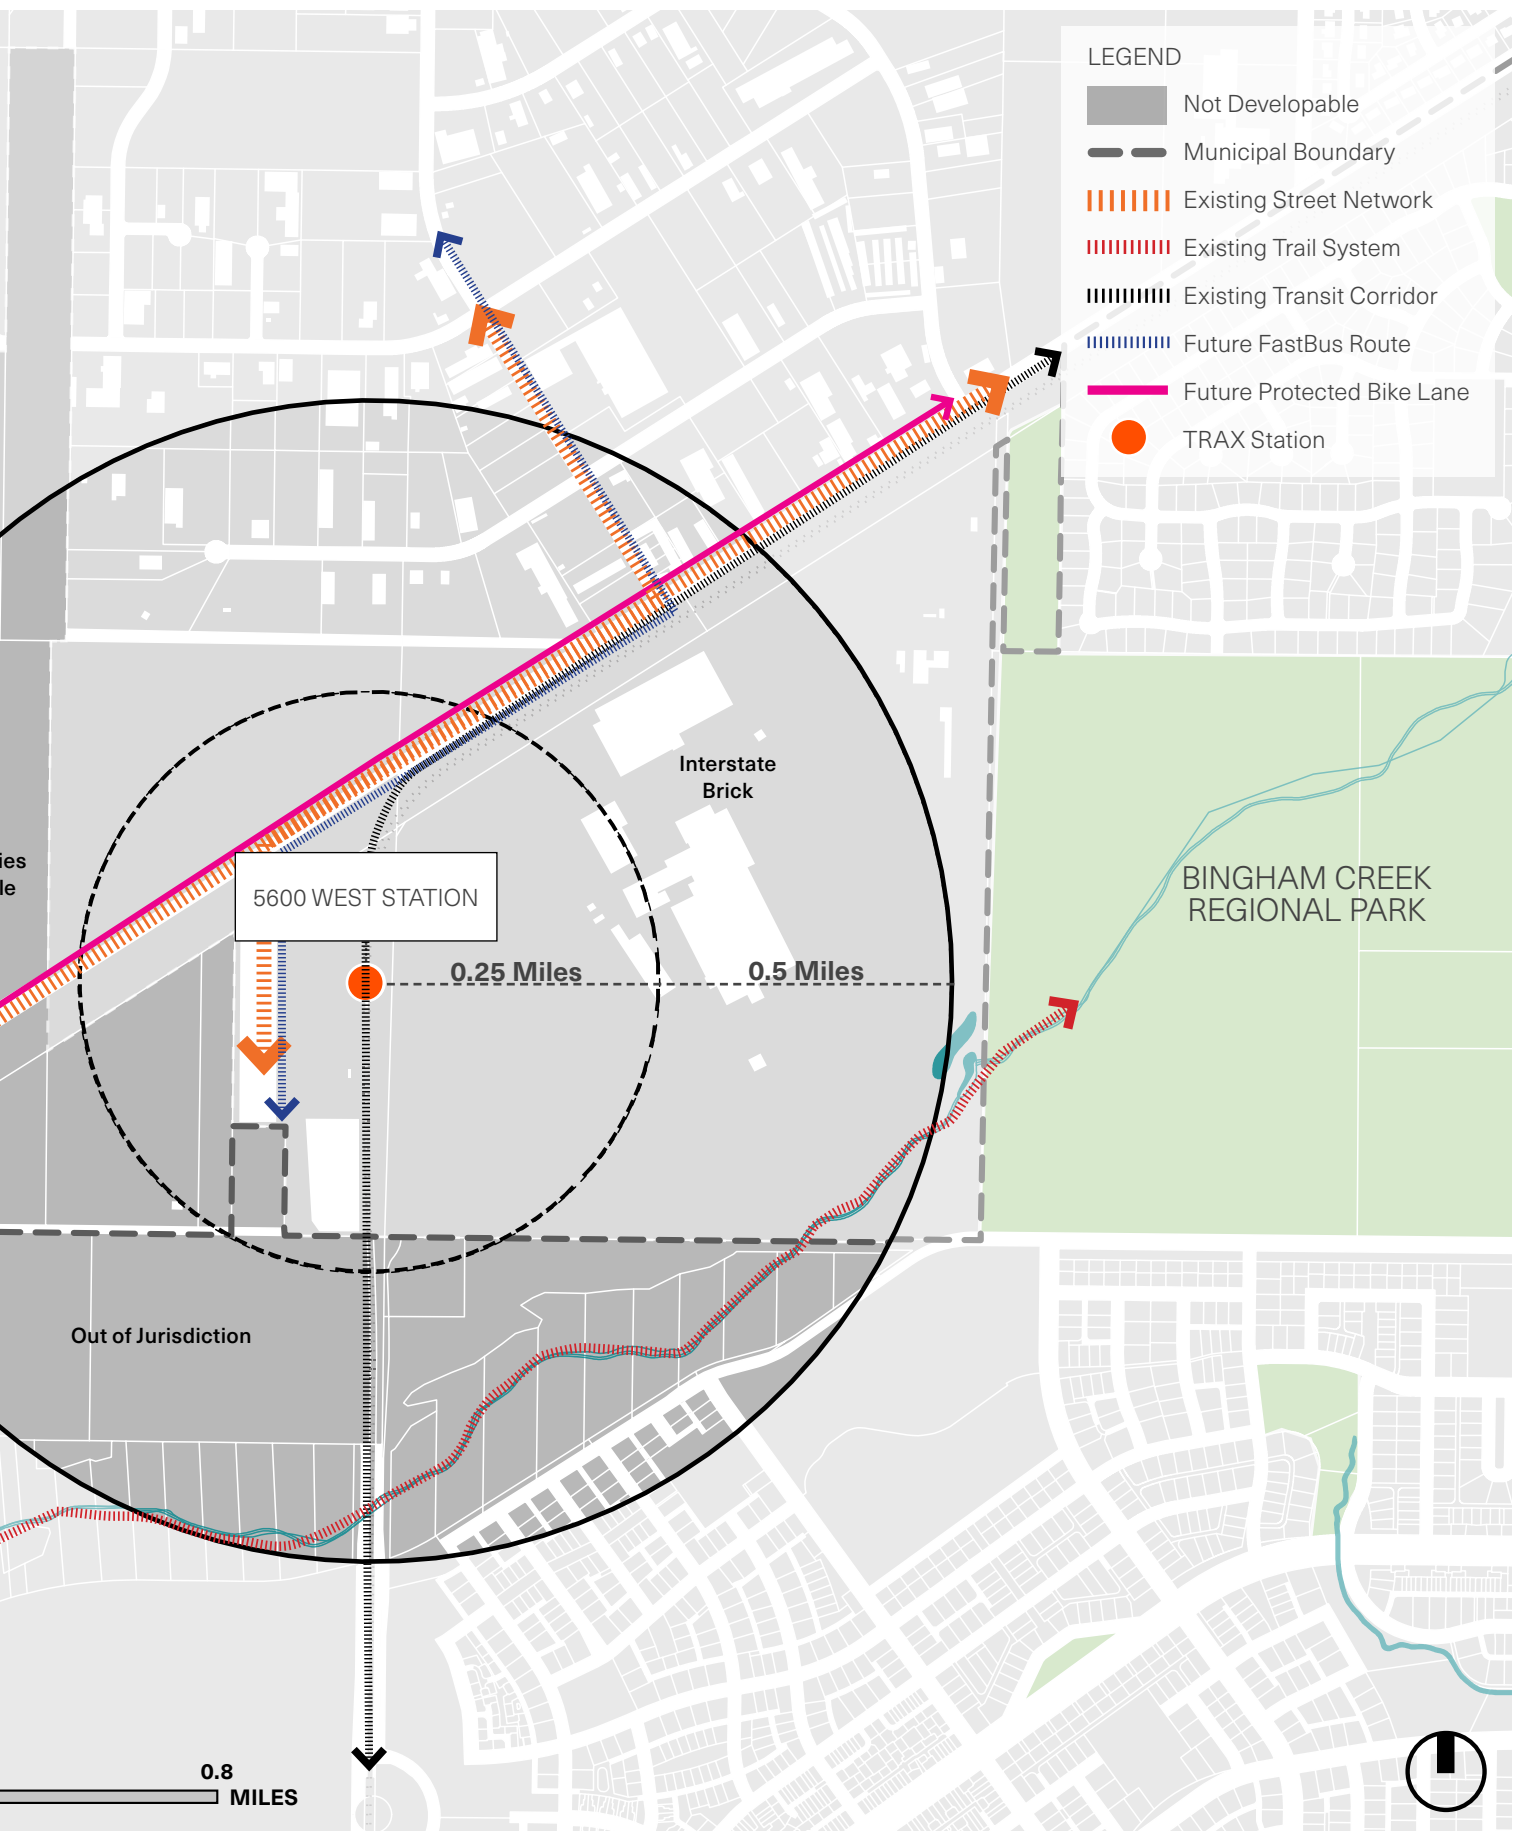 LEGEND
Not Developable
Municipal Boundary
Existing Street Network
Existing Trail System
Existing Transit Corridor
Future FastBus Route
Future Protected Bike Lane
TRAX Station
Interstate
Brick
ies
le
5600 WEST STATION
BINGHAM CREEK
REGIONAL PARK
0.25 Miles
0.5 Miles
Out of Jurisdiction
0.8
MILES